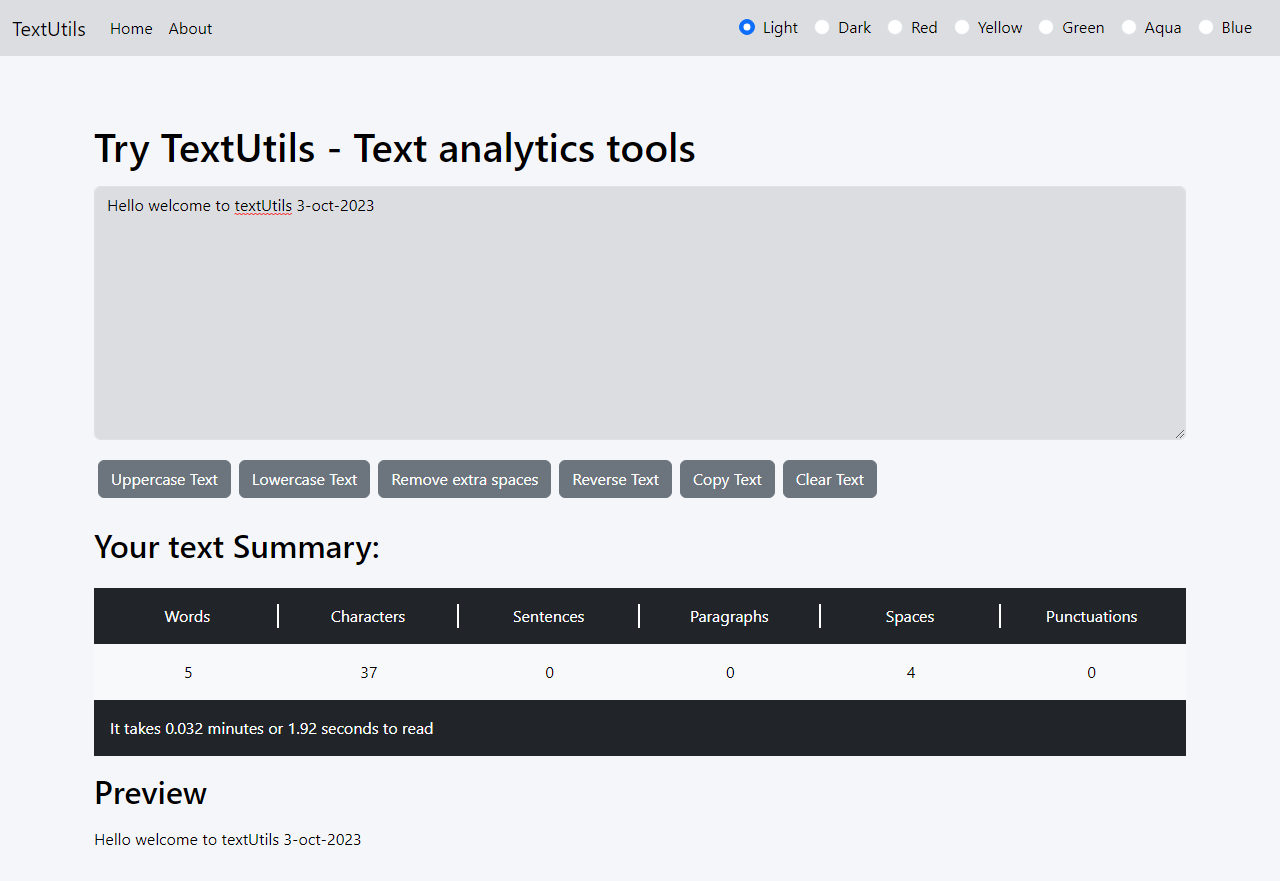 TextUtils Home About Light Dark Red Yellow Green Aqua Blue
Try TextUtils - Text analytics tools
Hello welcome to textUtils 3-oct-2023
Uppercase Text Lowercase Text Remove extra spaces Reverse Text Copy Text Clear Text
Your text Summary:
Words Characters Sentences Paragraphs Spaces Punctuations
5 37 0 0 4 0
It takes 0.032 minutes or 1.92 seconds to read
Preview
Hello welcome to textUtils 3-oct-2023